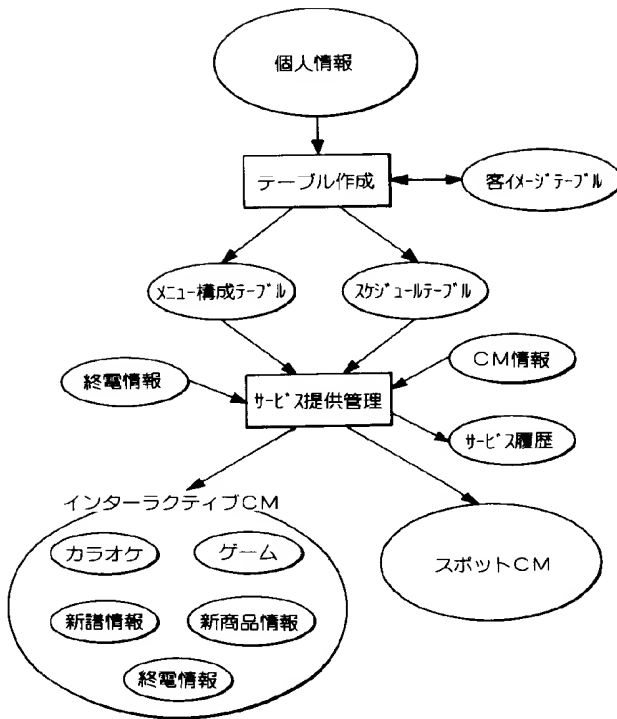 個人情報
テーブル作成
客イメージテーブル
メニュー構成テーブル
スケジュールテーブル
終電情報
CM情報
サービス提供管理
サービス履歴
インターラクティブCM
カラオケ
ゲーム
スポットCM
新譜情報
新商品情報
終電情報